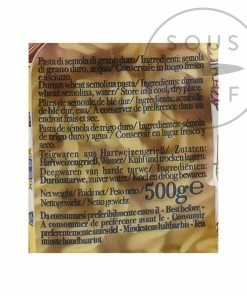 SOUS
Pasta di semola di grano duro/ Ingredienti: semola
di grano duro, acqua/ Conservare in luogo fresco
e asciutto.
Durum wheat semolina pasta/ Ingredients: durum
wheat semolina, water/ Store in a cool, dry place.
Pâtes de semoule de blé dur/ Ingrédients: semoule de
blé dur, eau./ A conserver de préférence dans un
endroit frais et sec.
Pasta de sémola de trigo duro/ Ingredientes: sémola de
trigo duro y agua/ Conservar en lugar fresco y
seco.
Teigwaren aus Hartweizengrieß/ Zutaten:
Hartweizengrieß, Wasser/ Kühl und trocken lagern.
Deegwaren van harde tarwe/ Ingrediënten:
Durumtarwe, zuiver water/ Koel en droog bewaren.
Net weight/ Poids net/ Peso neto/
Nettogewicht/ Netto gewicht
500g℮
Da consumarsi preferibilmente entro il - Best before -
A consommer de préférence avant le - Consumir
preferentemente antes del - Mindestens haltbar bis - Ten
minste houdbaar tot